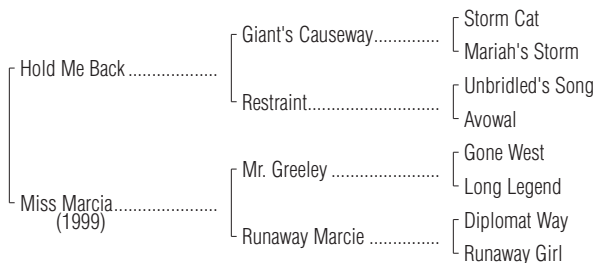 Storm Cat
Giant's Causeway..............
Mariah's Storm
Hold Me Back ...................
Unbridled's Song
Restraint.............................
Avowal
Gone West
Mr. Greeley ........................
Long Legend
Miss Marcia........................
(1999)
Diplomat Way
Runaway Marcie ...............
Runaway Girl